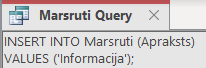 Marsruti Query
INSERT INTO Marsruti (Apraksts)
VALUES ('Informacija');